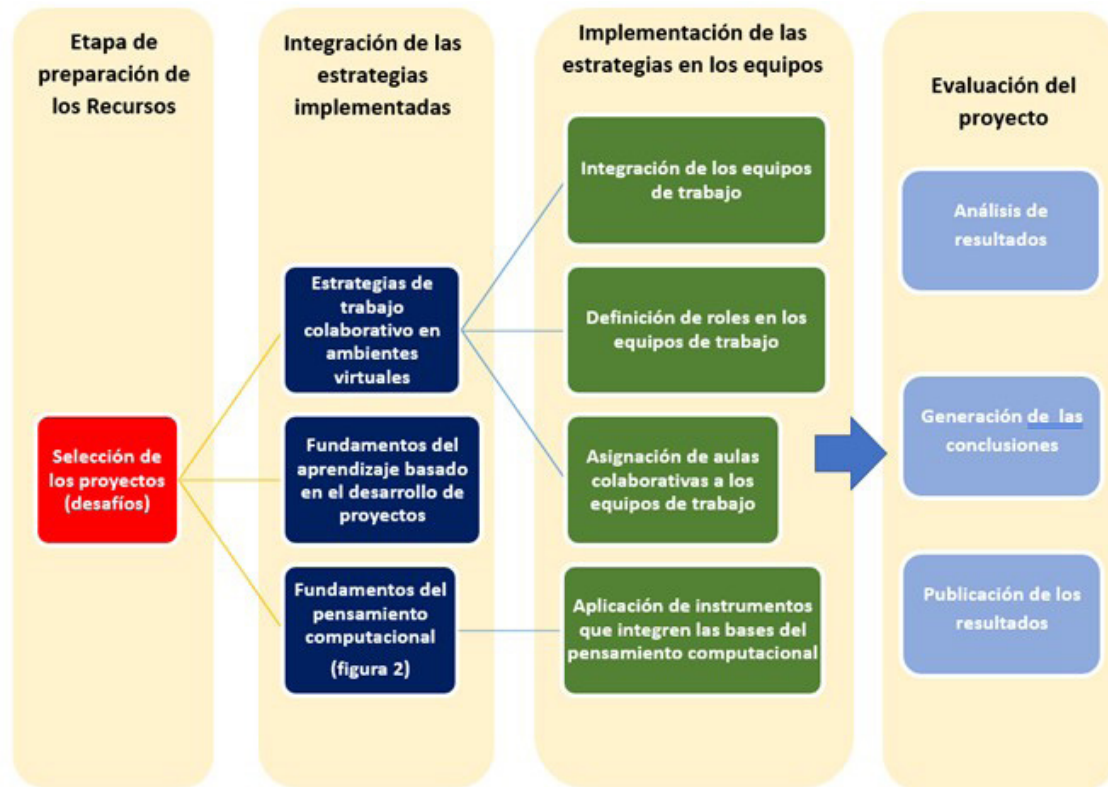 Etapa de
preparación de
los Recursos
Selección de
los proyectos
(desafíos)
Integración de las
estrategias
implementadas
Estrategias de
trabajo
colaborativo en
ambientes
virtuales
Fundamentos del
aprendizaje basado
en el desarrollo de
proyectos
Fundamentos del
pensamiento
computacional
(figura 2)
Implementación de las
estrategias en los equipos
Integración de los equipos
de trabajo
Definición de roles en los
equipos de trabajo
Asignación de aulas
colaborativas a los
equipos de trabajo
Aplicación de instrumentos
que integren las bases del
pensamiento computacional
Evaluación del
proyecto
Análisis de
resultados
Generación de las
conclusiones
Publicación de los
resultados